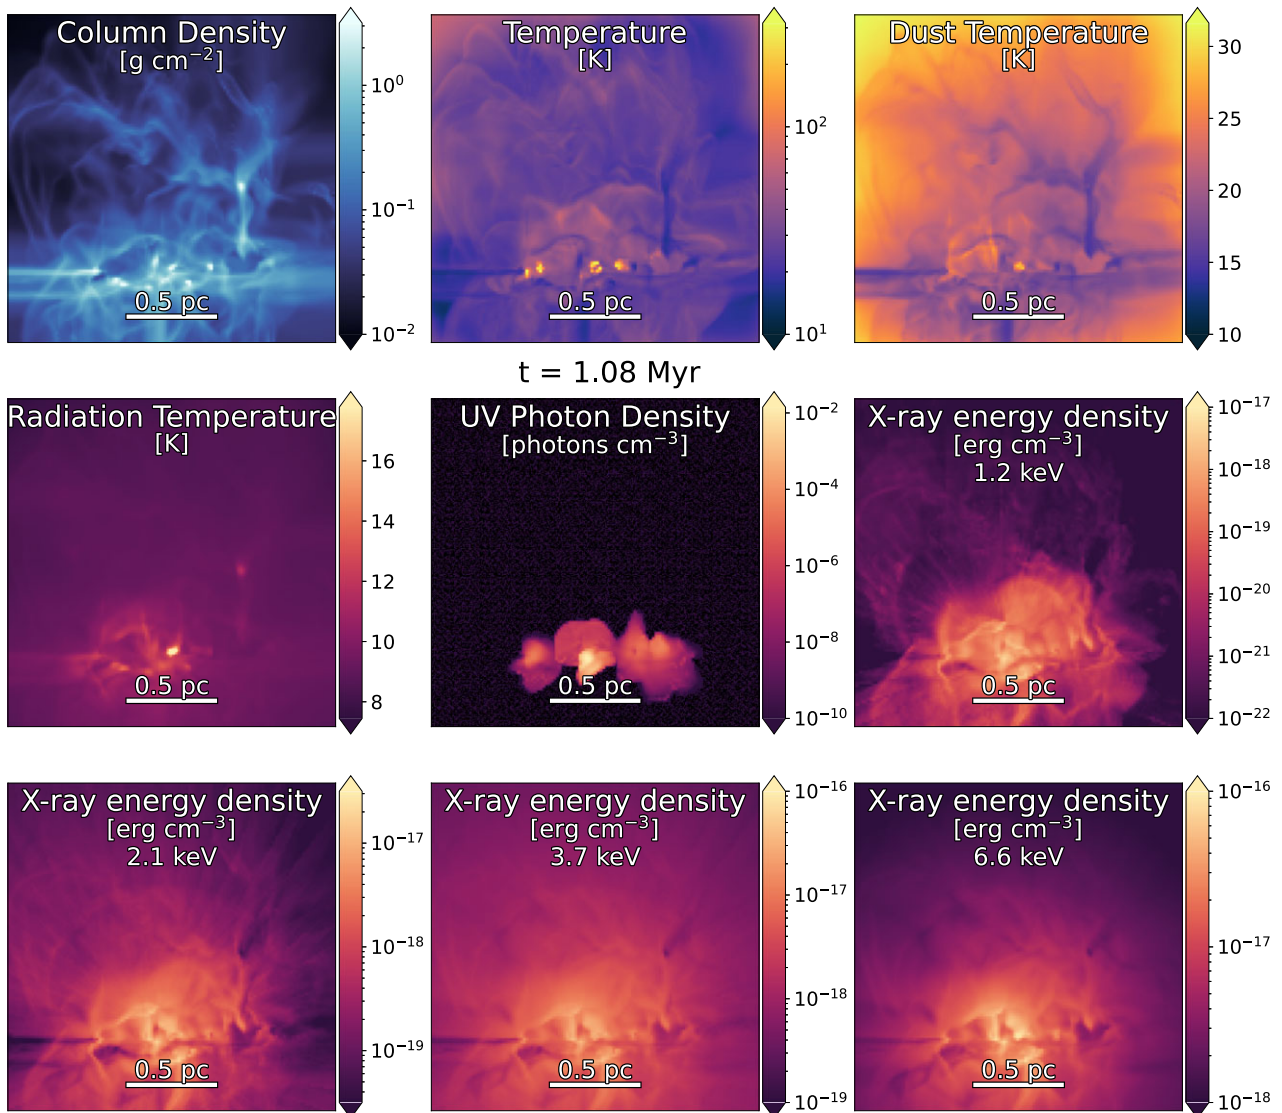 Column Density
[g cm⁻²]
0.5 pc
10⁰
10⁻¹
10⁻²
Temperature
[K]
0.5 pc
10²
10¹
Dust Temperature
[K]
0.5 pc
30
25
20
15
10
t = 1.08 Myr
Radiation Temperature
[K]
0.5 pc
16
14
12
10
8
UV Photon Density
[photons cm⁻³]
0.5 pc
10⁻²
10⁻⁴
10⁻⁶
10⁻⁸
10⁻¹⁰
X-ray energy density
[erg cm⁻³]
1.2 keV
0.5 pc
10⁻¹⁷
10⁻¹⁸
10⁻¹⁹
10⁻²⁰
10⁻²¹
10⁻²²
X-ray energy density
[erg cm⁻³]
2.1 keV
0.5 pc
10⁻¹⁷
10⁻¹⁸
10⁻¹⁹
X-ray energy density
[erg cm⁻³]
3.7 keV
0.5 pc
10⁻¹⁶
10⁻¹⁷
10⁻¹⁸
10⁻¹⁹
X-ray energy density
[erg cm⁻³]
6.6 keV
0.5 pc
10⁻¹⁶
10⁻¹⁷
10⁻¹⁸